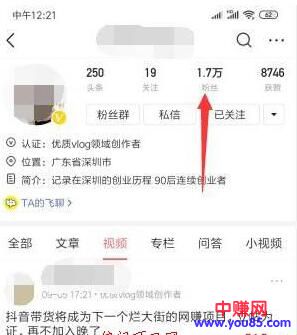 中午12:21
62
250 19 1.7万 8746
头条 关注 粉丝 获赞
粉丝群 私信 已关注
认证：优质vlog领域创作者
位置：广东省深圳市
简介：记录在深圳的创业历程 90后连续创业者
TA的飞聊>
全部 文章 视频 专栏 问答 小视频
09-05 17:21·优质vlog领域创作者
抖音带货将成为下一个烂大街的网赚项目,
证，再不加入晚了
中赚网
www.yoo85.com